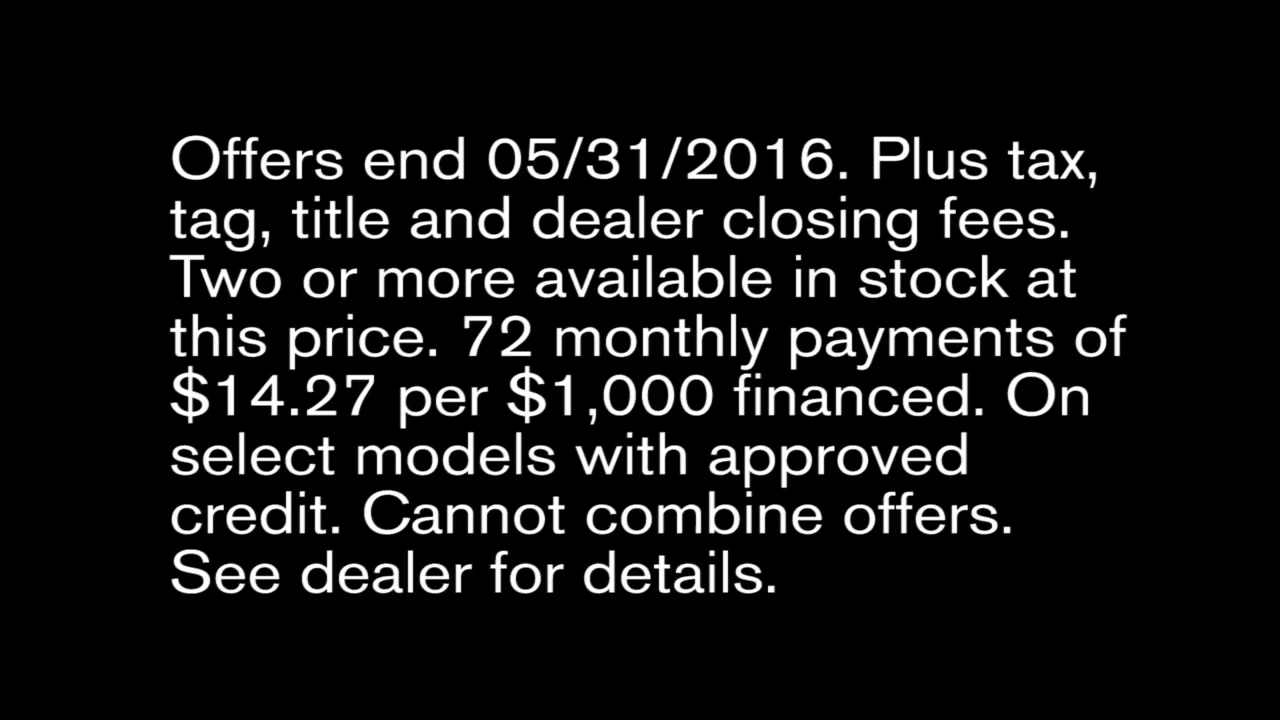 Offers end 05/31/2016. Plus tax,
tag, title and dealer closing fees.
Two or more available in stock at
this price. 72 monthly payments of
$14.27 per $1,000 financed. On
select models with approved
credit. Cannot combine offers.
See dealer for details.